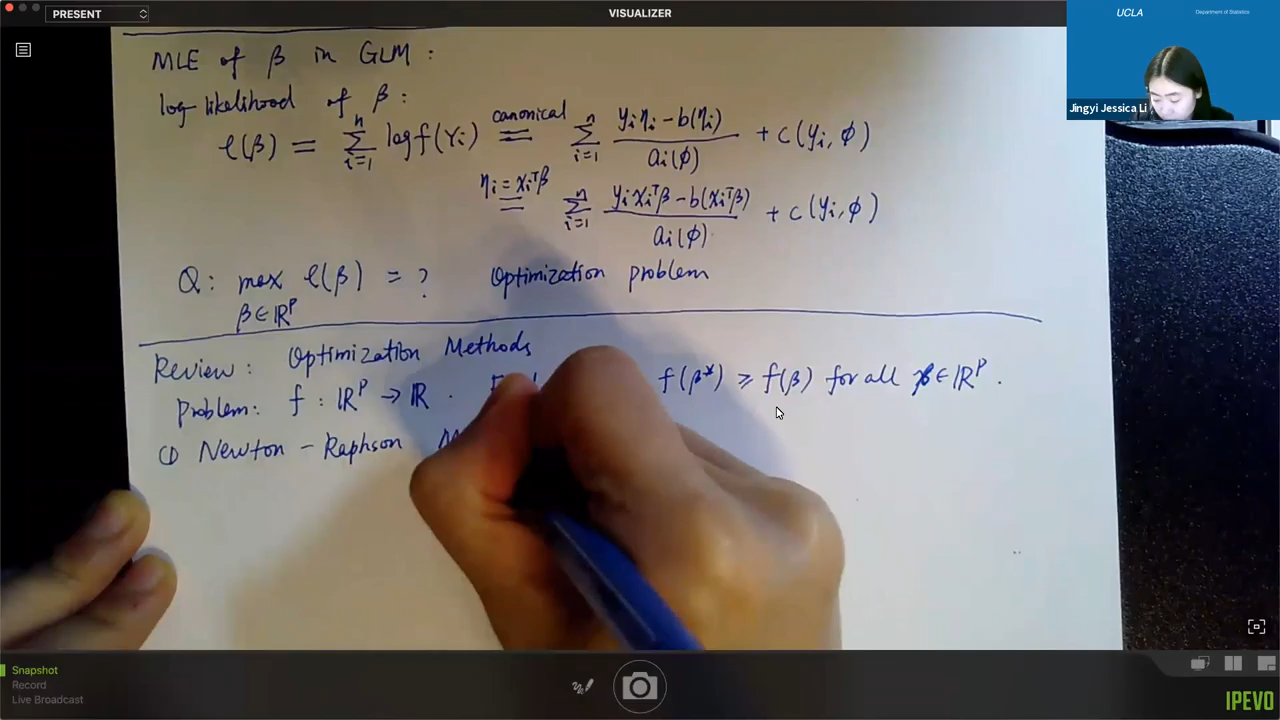 PRESENT
VISUALIZER
UCLA
Department of Statistics
Jingyi Jessica Li
MLE of β in GLM :
log-likelihood of β :
ℓ(β) = Σ_{i=1}^{n} log f(Yi) =^{canonical} Σ_{i=1}^{n} (yiηi − b(ηi))/(ai(φ)) + c(yi, φ)
=^{ηi = xiᵀβ} Σ_{i=1}^{n} (yi xiᵀβ − b(xiᵀβ))/(ai(φ)) + c(yi, φ)
Q : max_{β∈ℝᴾ} ℓ(β) = ? Optimization problem
Review : Optimization Methods
Problem : f : ℝᴾ → ℝ . f(β*) ≥ f(β) for all β ∈ ℝᴾ .
① Newton - Raphson
Snapshot
Record
Live Broadcast
IPEVO